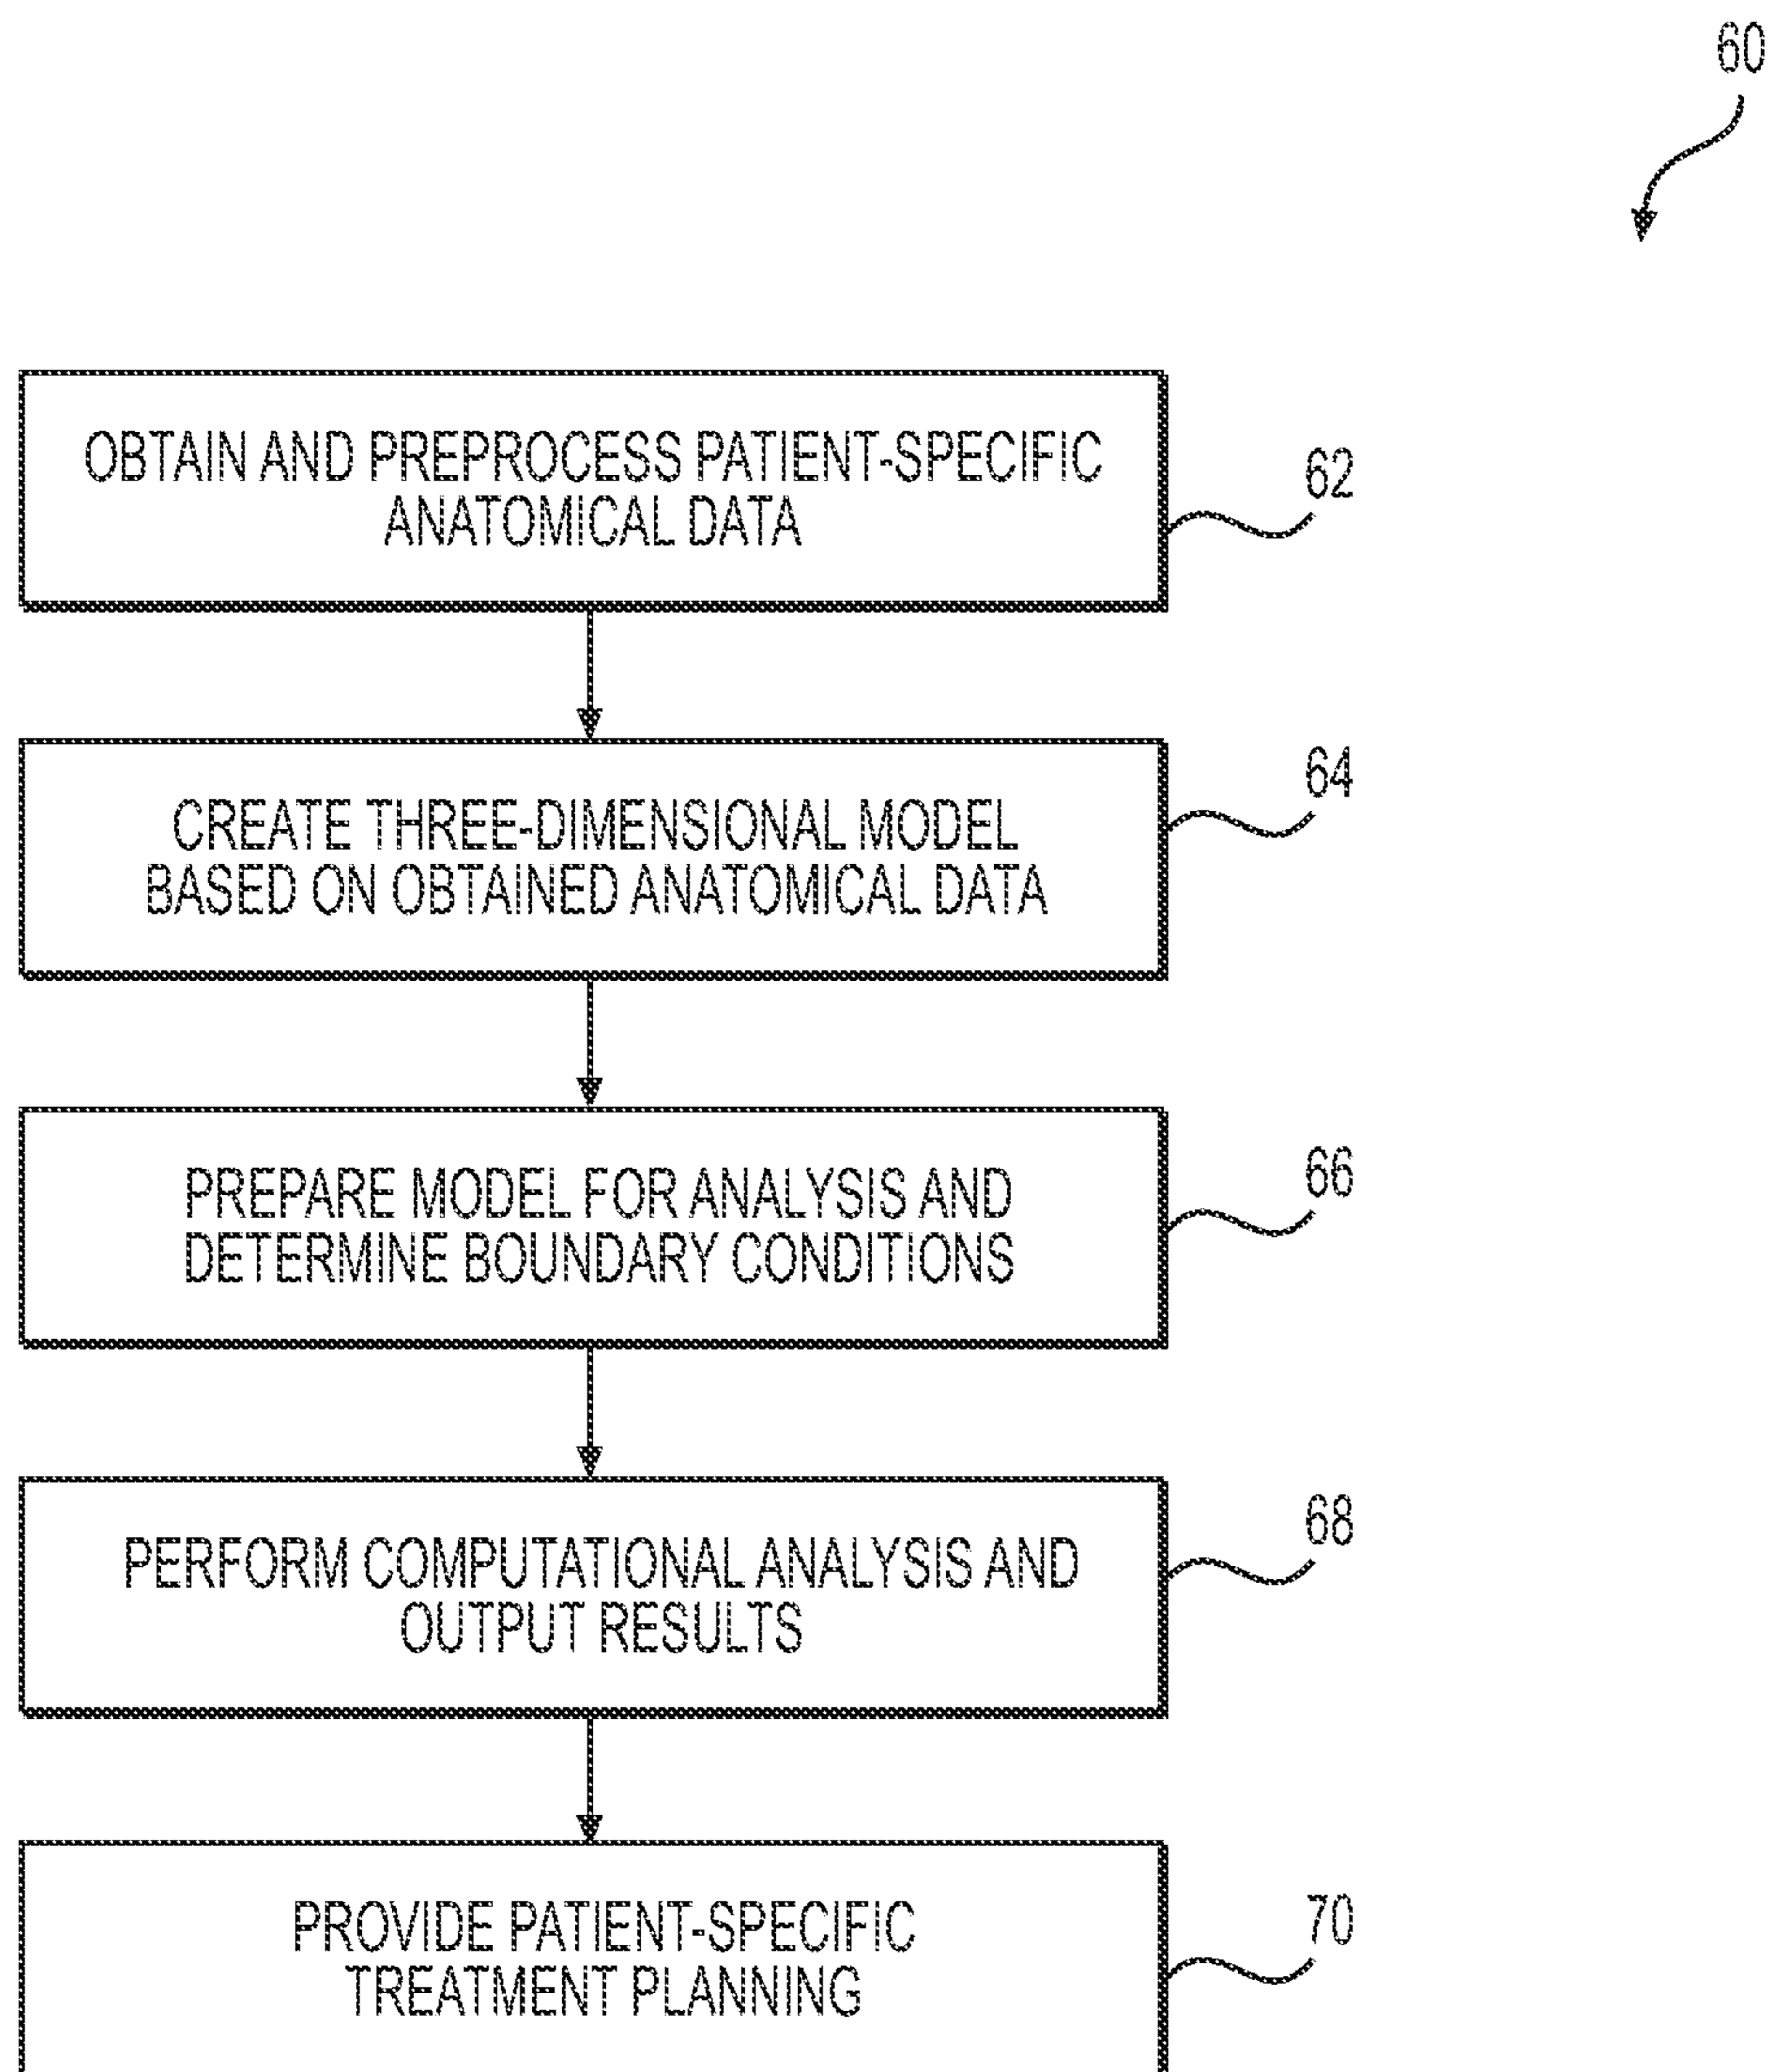 60
OBTAIN AND PREPROCESS PATIENT-SPECIFIC
ANATOMICAL DATA
62
CREATE THREE-DIMENSIONAL MODEL
BASED ON OBTAINED ANATOMICAL DATA
64
PREPARE MODEL FOR ANALYSIS AND
DETERMINE BOUNDARY CONDITIONS
66
PERFORM COMPUTATIONAL ANALYSIS AND
OUTPUT RESULTS
68
PROVIDE PATIENT-SPECIFIC
TREATMENT PLANNING
70